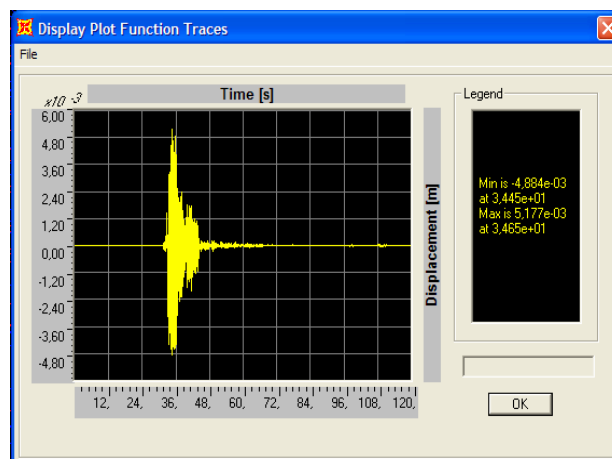 Display Plot Function Traces
File
Time [s]
x10 -3
6,00
4,80
3,60
2,40
1,20
0,00
-1,20
-2,40
-3,60
-4,80
12, 24, 36, 48, 60, 72, 84, 96, 108, 120,
Displacement [m]
Legend
Min is -4,884e-03
at 3,445e+01
Max is 5,177e-03
at 3,465e+01
OK